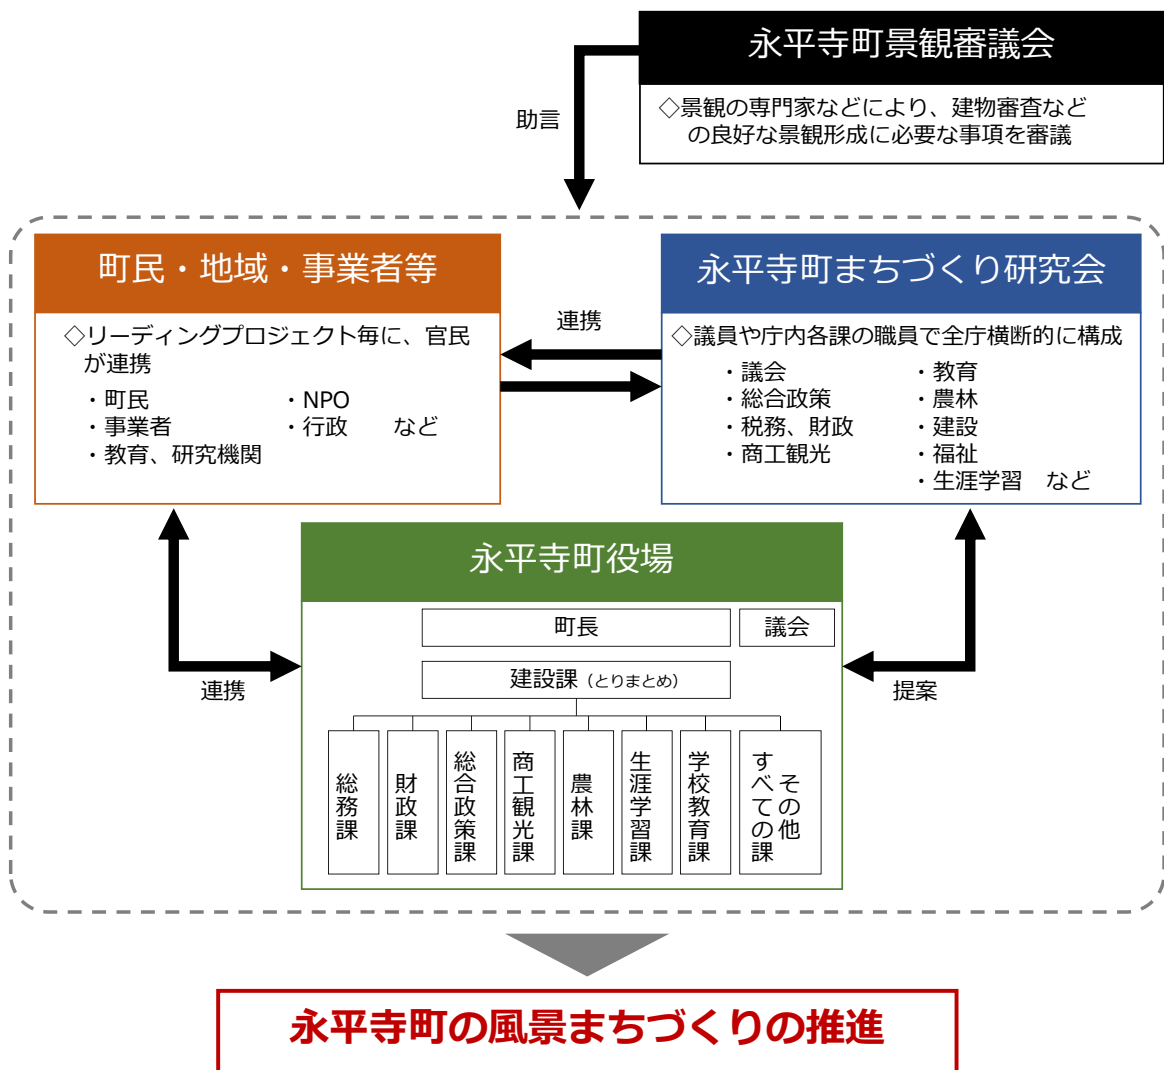 永平寺町景観審議会
◇景観の専門家などにより、建物審査など
の良好な景観形成に必要な事項を審議
助言
町民・地域・事業者等
◇リーディングプロジェクト毎に、官民
が連携
・町民
・NPO
・事業者
・行政　など
・教育、研究機関
連携
永平寺町まちづくり研究会
◇議員や庁内各課の職員で全庁横断的に構成
・議会
・教育
・総合政策
・農林
・税務、財政
・建設
・商工観光
・福祉
・生涯学習　など
永平寺町役場
町長
議会
建設課（とりまとめ）
連携
提案
総務課
財政課
総合政策課
商工観光課
農林課
生涯学習課
学校教育課
その他
すべての課
永平寺町の風景まちづくりの推進